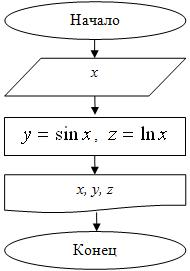 Начало
x
y = sin x, z = ln x
x, y, z
Конец